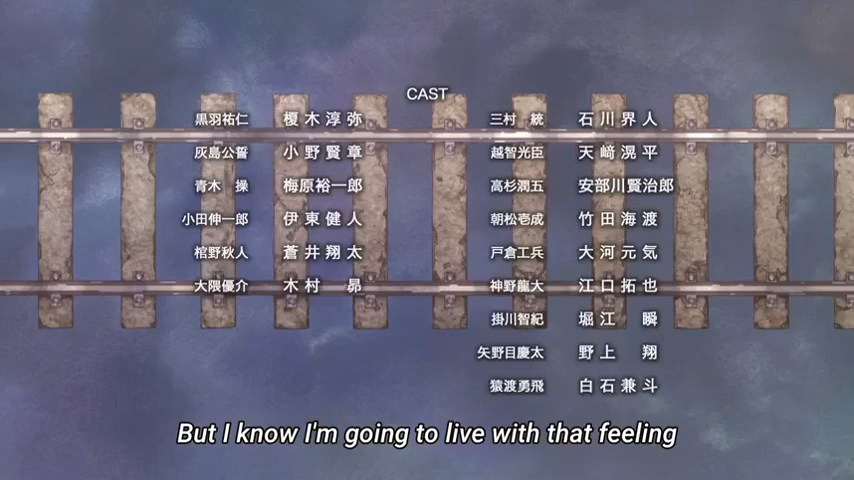 CAST
黒羽祐仁 榎木淳弥
灰島公誓 小野賢章
青木 操 梅原裕一郎
小田伸一郎 伊東健人
棺野秋人 蒼井翔太
大隈優介 木村 昴
三村 統 石川界人
越智光臣 天﨑滉平
高杉潤五 安部川賢治郎
朝松壱成 竹田海渡
戸倉工兵 大河元気
神野龍大 江口拓也
掛川智紀 堀江 瞬
矢野目慶太 野上 翔
猿渡勇飛 白石兼斗
But I know I'm going to live with that feeling